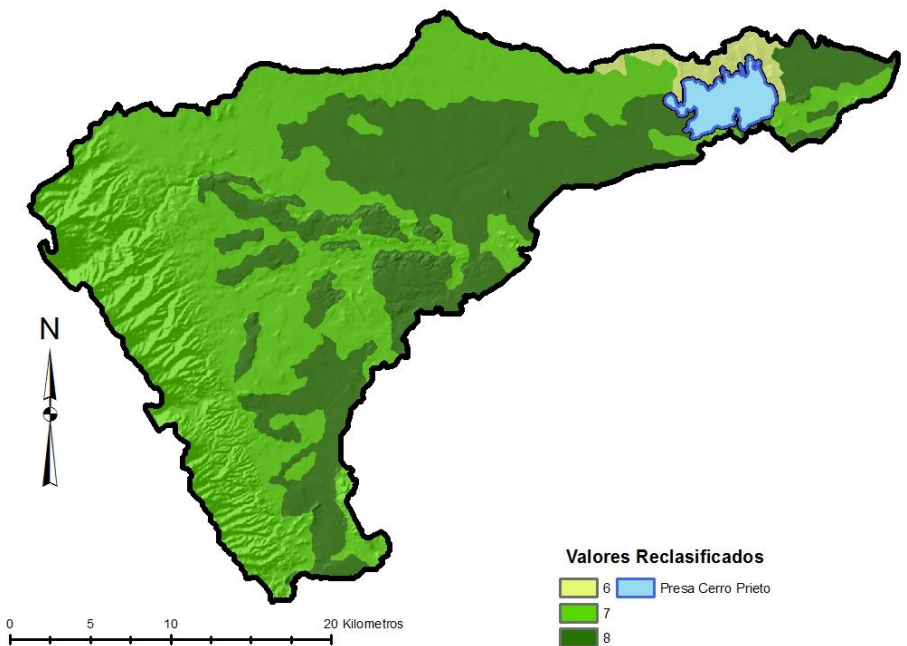 N
0 5 10 20 Kilometros
Valores Reclasificados
6 Presa Cerro Prieto
7
8